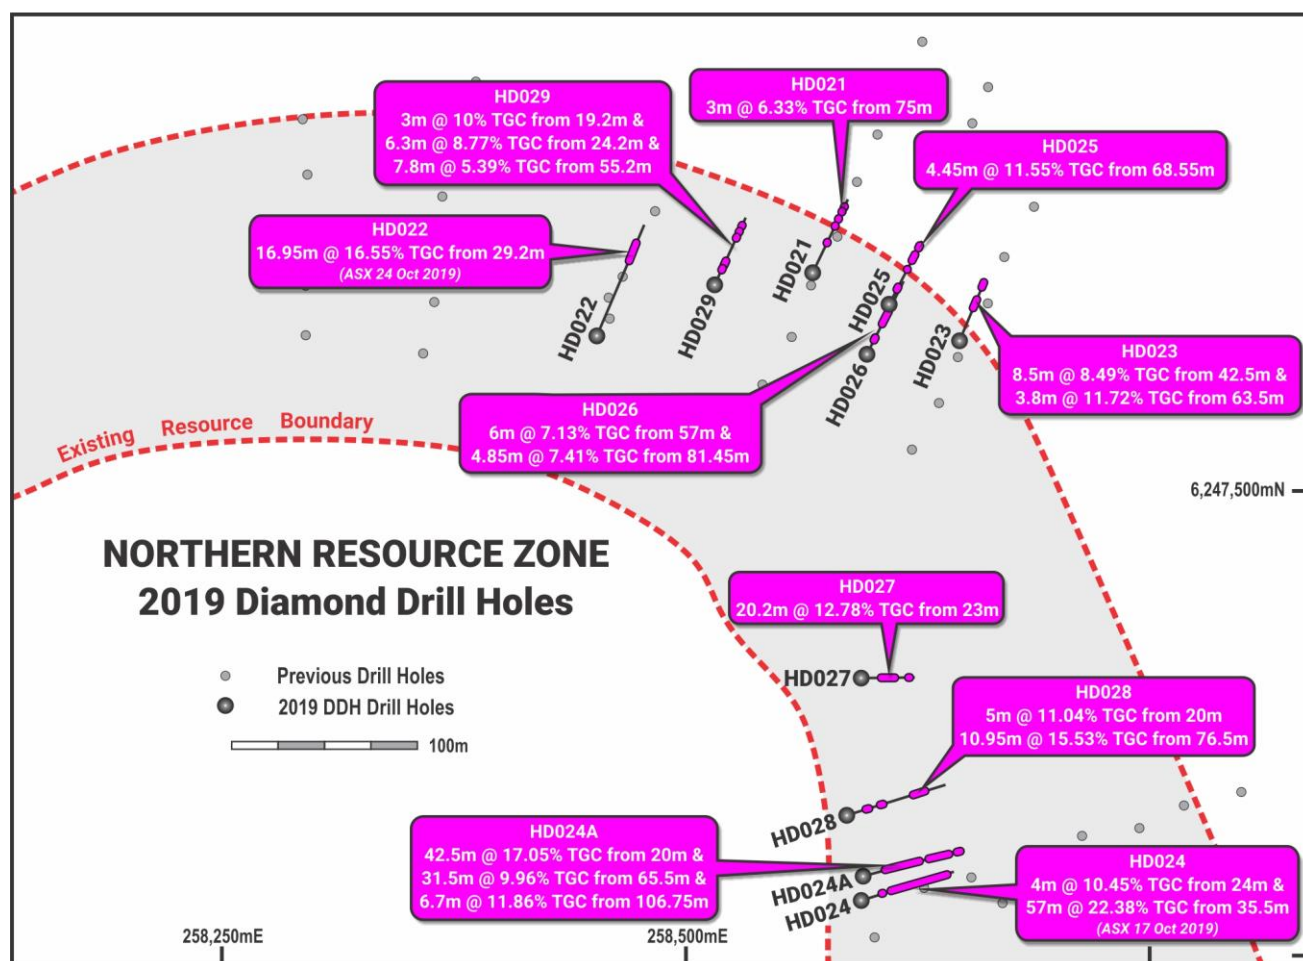 HD021
3m @ 6.33% TGC from 75m
HD029
3m @ 10% TGC from 19.2m &
6.3m @ 8.77% TGC from 24.2m &
7.8m @ 5.39% TGC from 55.2m
HD025
4.45m @ 11.55% TGC from 68.55m
HD022
16.95m @ 16.55% TGC from 29.2m
(ASX 24 Oct 2019)
HD022
HD029
HD021
HD025
HD026
HD023
HD023
8.5m @ 8.49% TGC from 42.5m &
3.8m @ 11.72% TGC from 63.5m
HD026
6m @ 7.13% TGC from 57m &
4.85m @ 7.41% TGC from 81.45m
Existing Resource Boundary
6,247,500mN
NORTHERN RESOURCE ZONE
2019 Diamond Drill Holes
HD027
20.2m @ 12.78% TGC from 23m
HD027
Previous Drill Holes
2019 DDH Drill Holes
100m
HD028
5m @ 11.04% TGC from 20m
10.95m @ 15.53% TGC from 76.5m
HD028
HD024A
42.5m @ 17.05% TGC from 20m &
31.5m @ 9.96% TGC from 65.5m &
6.7m @ 11.86% TGC from 106.75m
HD024A
HD024
HD024
4m @ 10.45% TGC from 24m &
57m @ 22.38% TGC from 35.5m
(ASX 17 Oct 2019)
258,250mE
258,500mE